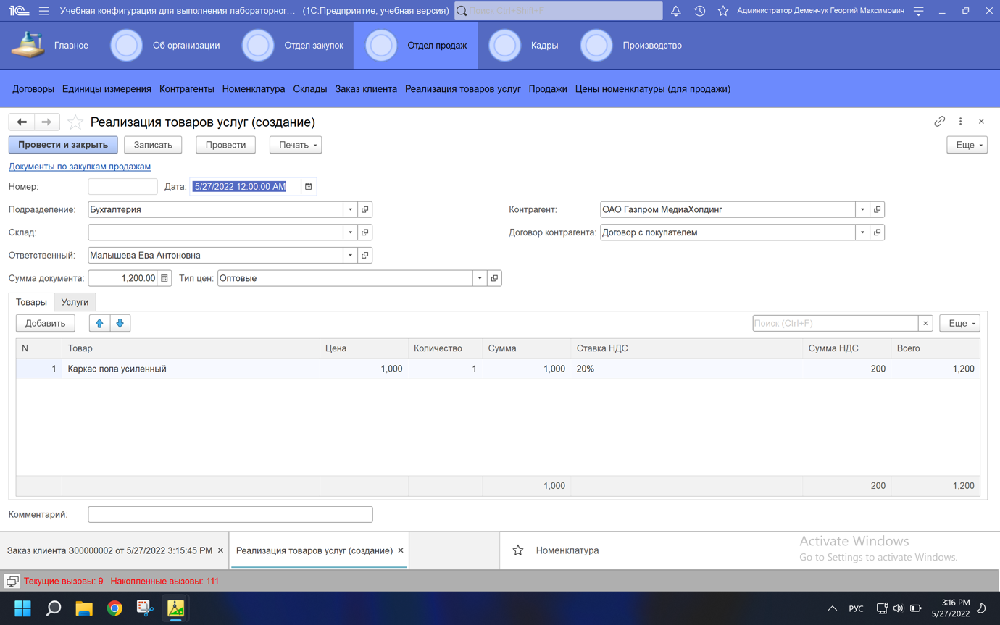 1С Учебная конфигурация для выполнения лабораторног... (1С:Предприятие, учебная версия) Поиск Ctrl+Shift+F Администратор Деменчук Георгий Максимович
Главное Об организации Отдел закупок Отдел продаж Кадры Производство
Договоры Единицы измерения Контрагенты Номенклатура Склады Заказ клиента Реализация товаров услуг Продажи Цены номенклатуры (для продажи)
Реализация товаров услуг (создание)
Провести и закрыть Записать Провести Печать Еще
Документы по закупкам продажам
Номер: Дата: 5/27/2022 12:00:00 AM
Подразделение: Бухгалтерия Контрагент: ОАО Газпром МедиаХолдинг
Склад: Договор контрагента: Договор с покупателем
Ответственный: Малышева Ева Антоновна
Сумма документа: 1,200.00 Тип цен: Оптовые
Товары Услуги
Добавить Поиск (Ctrl+F) × Еще
N Товар Цена Количество Сумма Ставка НДС Сумма НДС Всего
1 Каркас пола усиленный 1,000 1 1,000 20% 200 1,200
1,000 200 1,200
Комментарий:
Заказ клиента З00000002 от 5/27/2022 3:15:45 PM × Реализация товаров услуг (создание) × Номенклатура
Activate Windows
Go to Settings to activate Windows.
Текущие вызовы: 9 Накопленные вызовы: 111
РУС 3:16 PM
5/27/2022